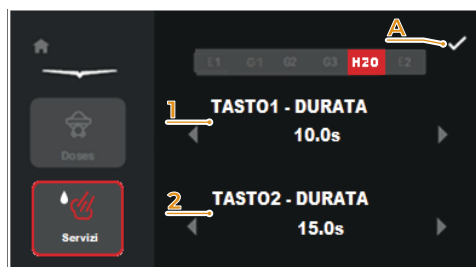 A
E1 G1 G2 G3 H2O E2
1 TASTO1 - DURATA
10.0s
Doses
2 TASTO2 - DURATA
15.0s
Servizi